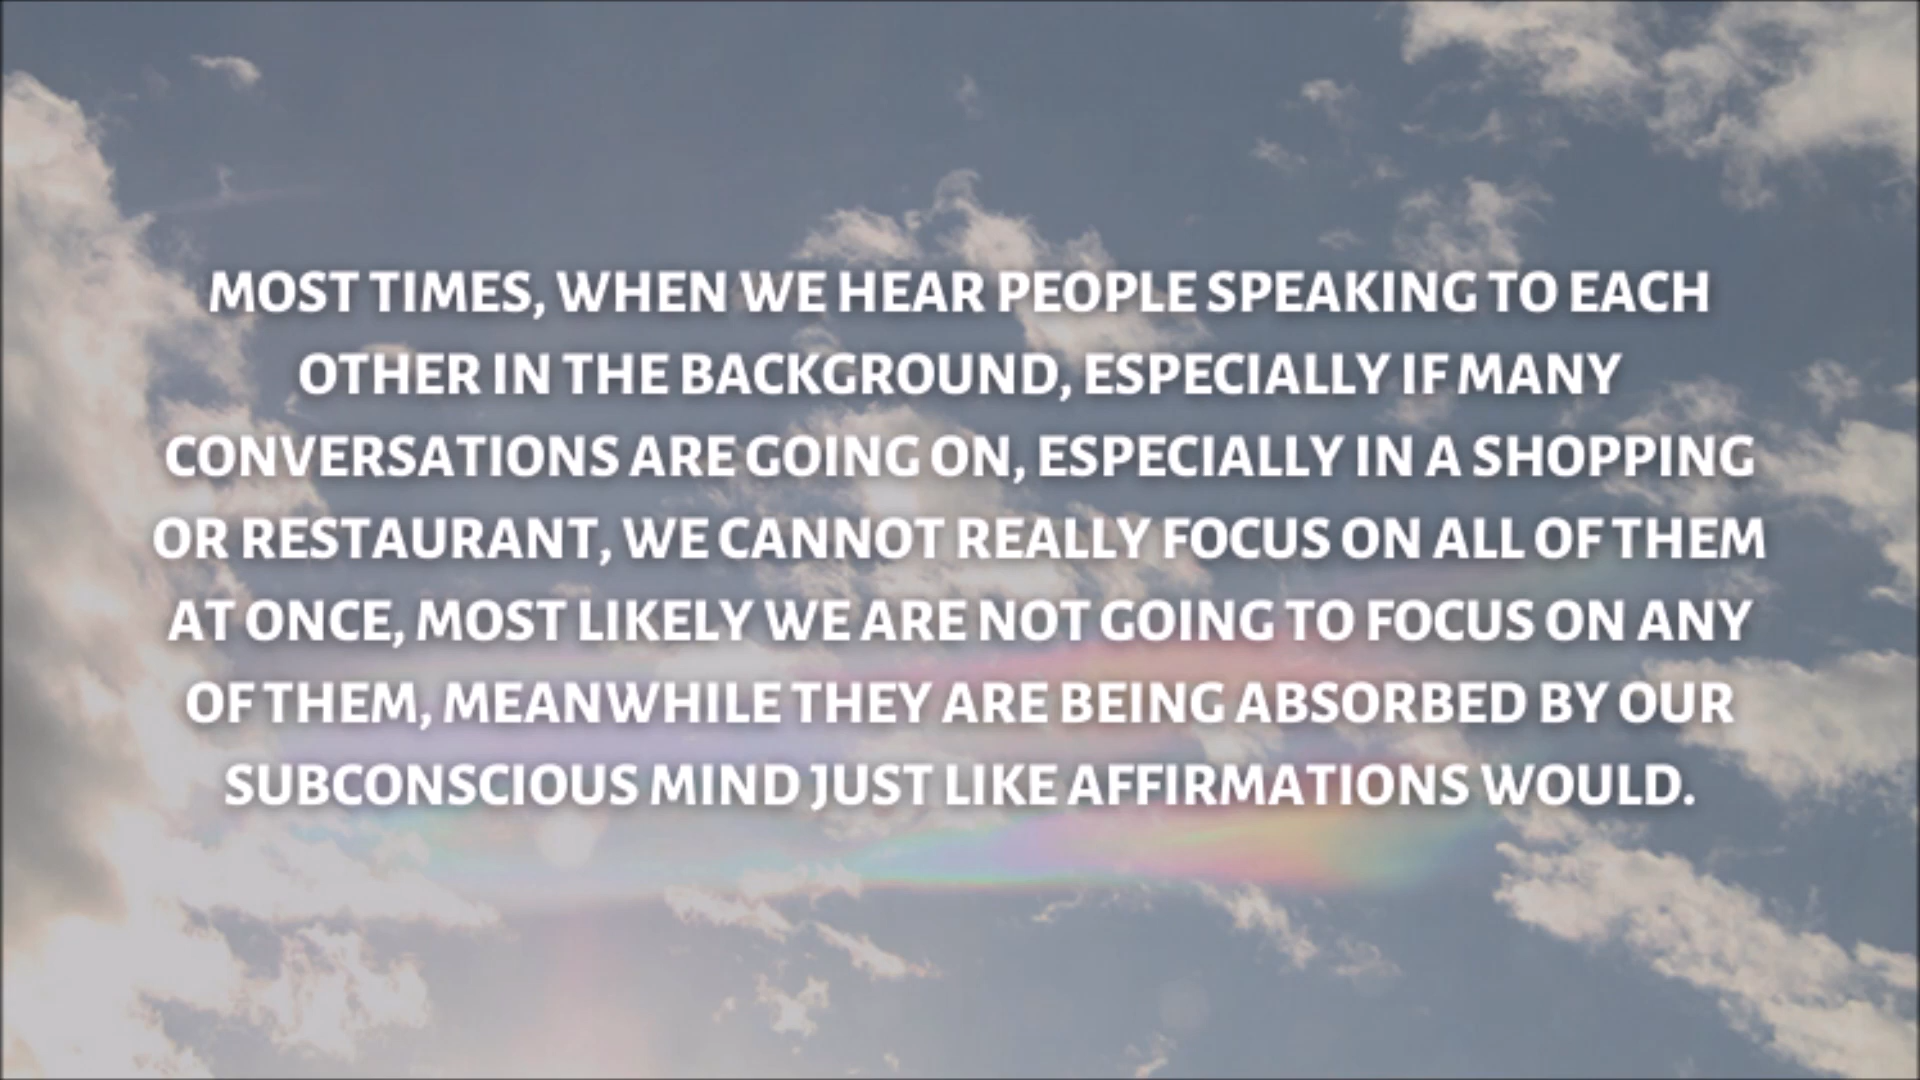 MOST TIMES, WHEN WE HEAR PEOPLE SPEAKING TO EACH
OTHER IN THE BACKGROUND, ESPECIALLY IF MANY
CONVERSATIONS ARE GOING ON, ESPECIALLY IN A SHOPPING
OR RESTAURANT, WE CANNOT REALLY FOCUS ON ALL OF THEM
AT ONCE, MOST LIKELY WE ARE NOT GOING TO FOCUS ON ANY
OF THEM, MEANWHILE THEY ARE BEING ABSORBED BY OUR
SUBCONSCIOUS MIND JUST LIKE AFFIRMATIONS WOULD.